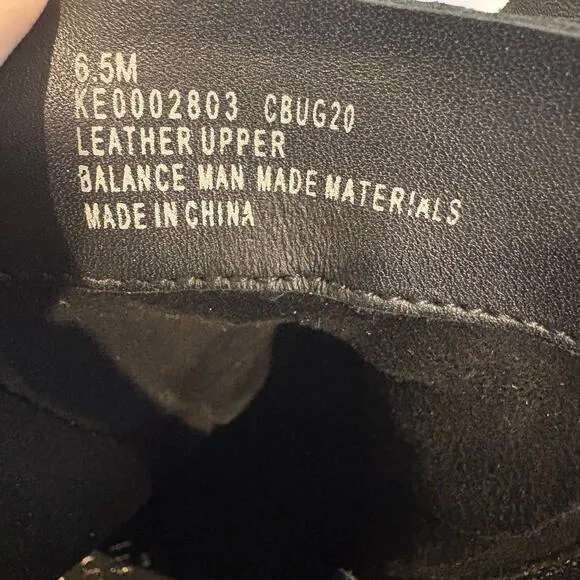 6.5M
KE0002803 CBUG20
LEATHER UPPER
BALANCE MAN MADE MATERIALS
MADE IN CHINA